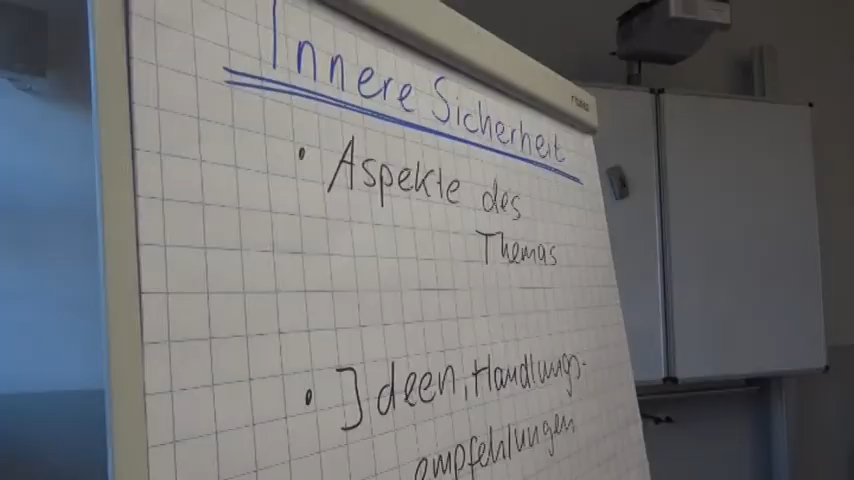 Innere Sicherheit
• Aspekte des
Themas
• Ideen, Handlungs-
empfehlungen